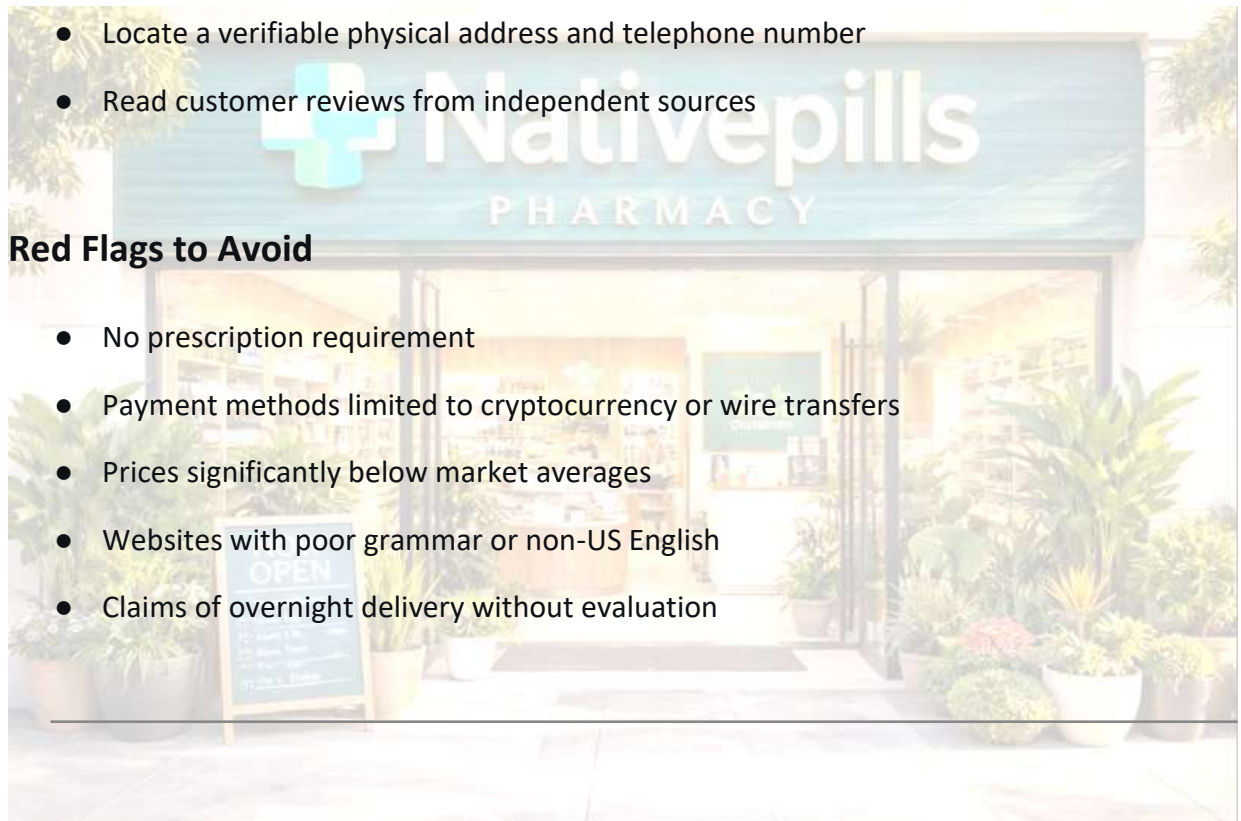 ● Locate a verifiable physical address and telephone number
● Read customer reviews from independent sources
Nativepills
PHARMACY
Red Flags to Avoid
● No prescription requirement
● Payment methods limited to cryptocurrency or wire transfers
● Prices significantly below market averages
● Websites with poor grammar or non-US English
● Claims of overnight delivery without evaluation
OPEN